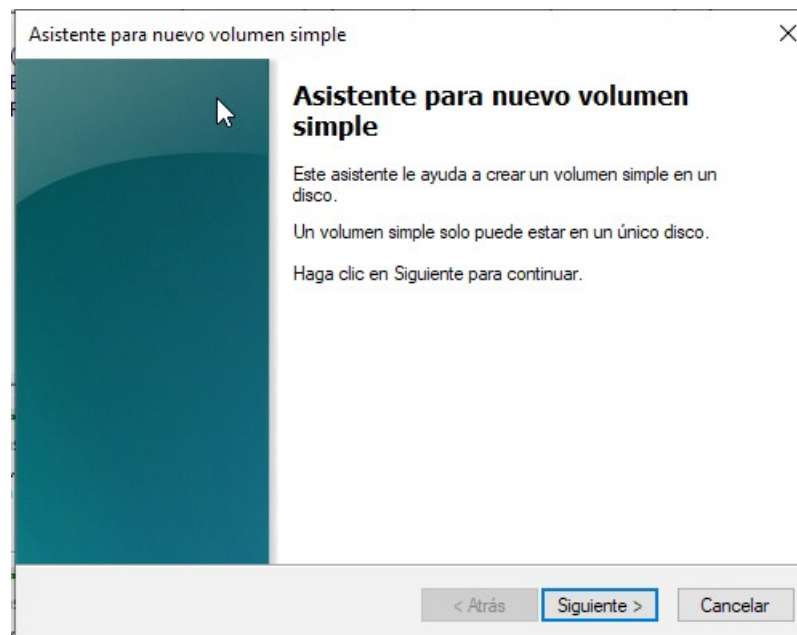 Asistente para nuevo volumen simple
Asistente para nuevo volumen
simple
Este asistente le ayuda a crear un volumen simple en un
disco.
Un volumen simple solo puede estar en un único disco.
Haga clic en Siguiente para continuar.
< Atrás
Siguiente >
Cancelar